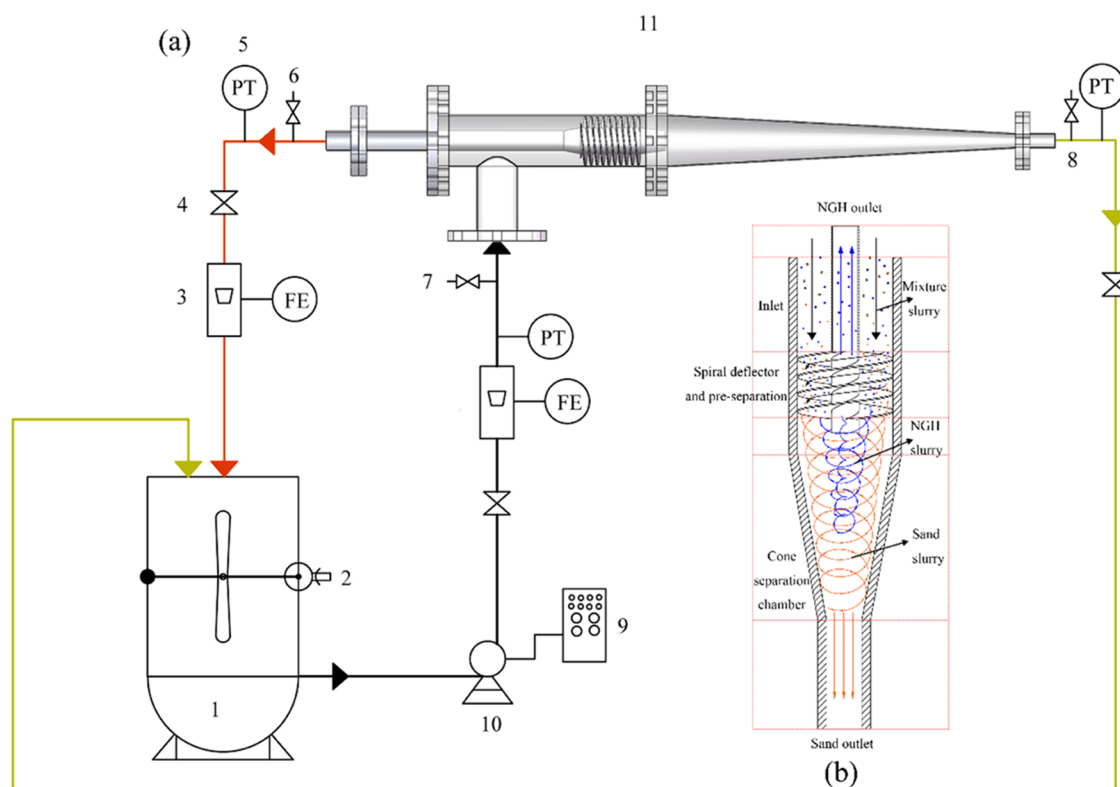 (a)
11
5
PT
6
PT
8
4
3
FE
7
PT
FE
2
1
9
10
NGH outlet
Inlet
Mixture
slurry
Spiral deflector
and pre-separation
NGH
slurry
Sand
slurry
Cone
separation
chamber
Sand outlet
(b)